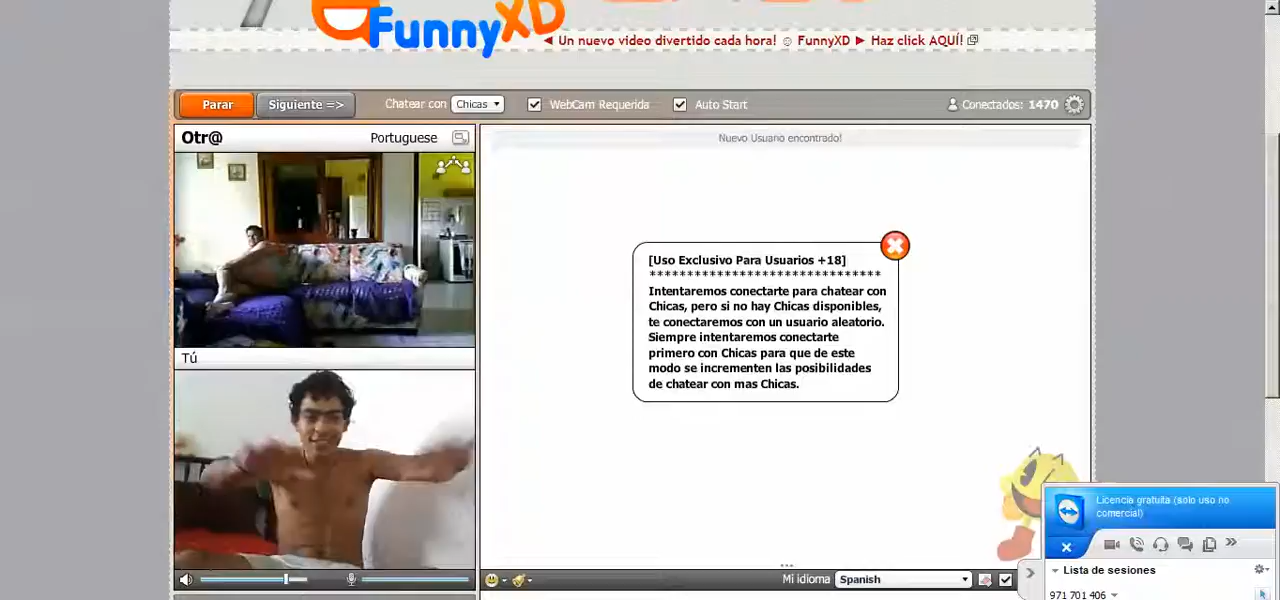 FunnyXD
◄ Un nuevo video divertido cada hora! ☺ FunnyXD ► Haz click AQUÍ!
Parar
Siguiente =>
Chatear con
Chicas
WebCam Requerida
Auto Start
Conectados: 1470
Otr@
Portuguese
Nuevo Usuario encontrado!
[Uso Exclusivo Para Usuarios +18]
*******************************
Intentaremos conectarte para chatear con
Chicas, pero si no hay Chicas disponibles,
te conectaremos con un usuario aleatorio.
Siempre intentaremos conectarte
primero con Chicas para que de este
modo se incrementen las posibilidades
de chatear con mas Chicas.
Tú
Licencia gratuita (solo uso no
comercial)
Lista de sesiones
971 701 406
Mi idioma
Spanish